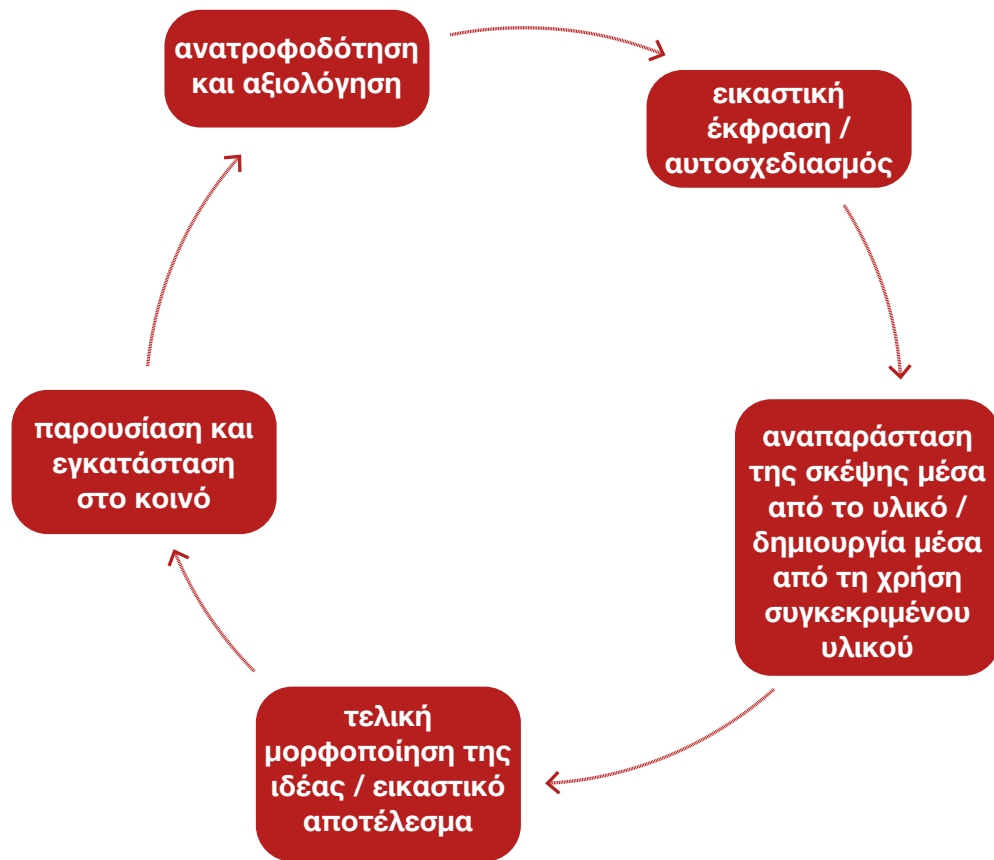 ανατροφοδότηση
και αξιολόγηση
εικαστική
έκφραση /
αυτοσχεδιασμός
αναπαράσταση
της σκέψης μέσα
από το υλικό /
δημιουργία μέσα
από τη χρήση
συγκεκριμένου
υλικού
τελική
μορφοποίηση της
ιδέας / εικαστικό
αποτέλεσμα
παρουσίαση και
εγκατάσταση
στο κοινό